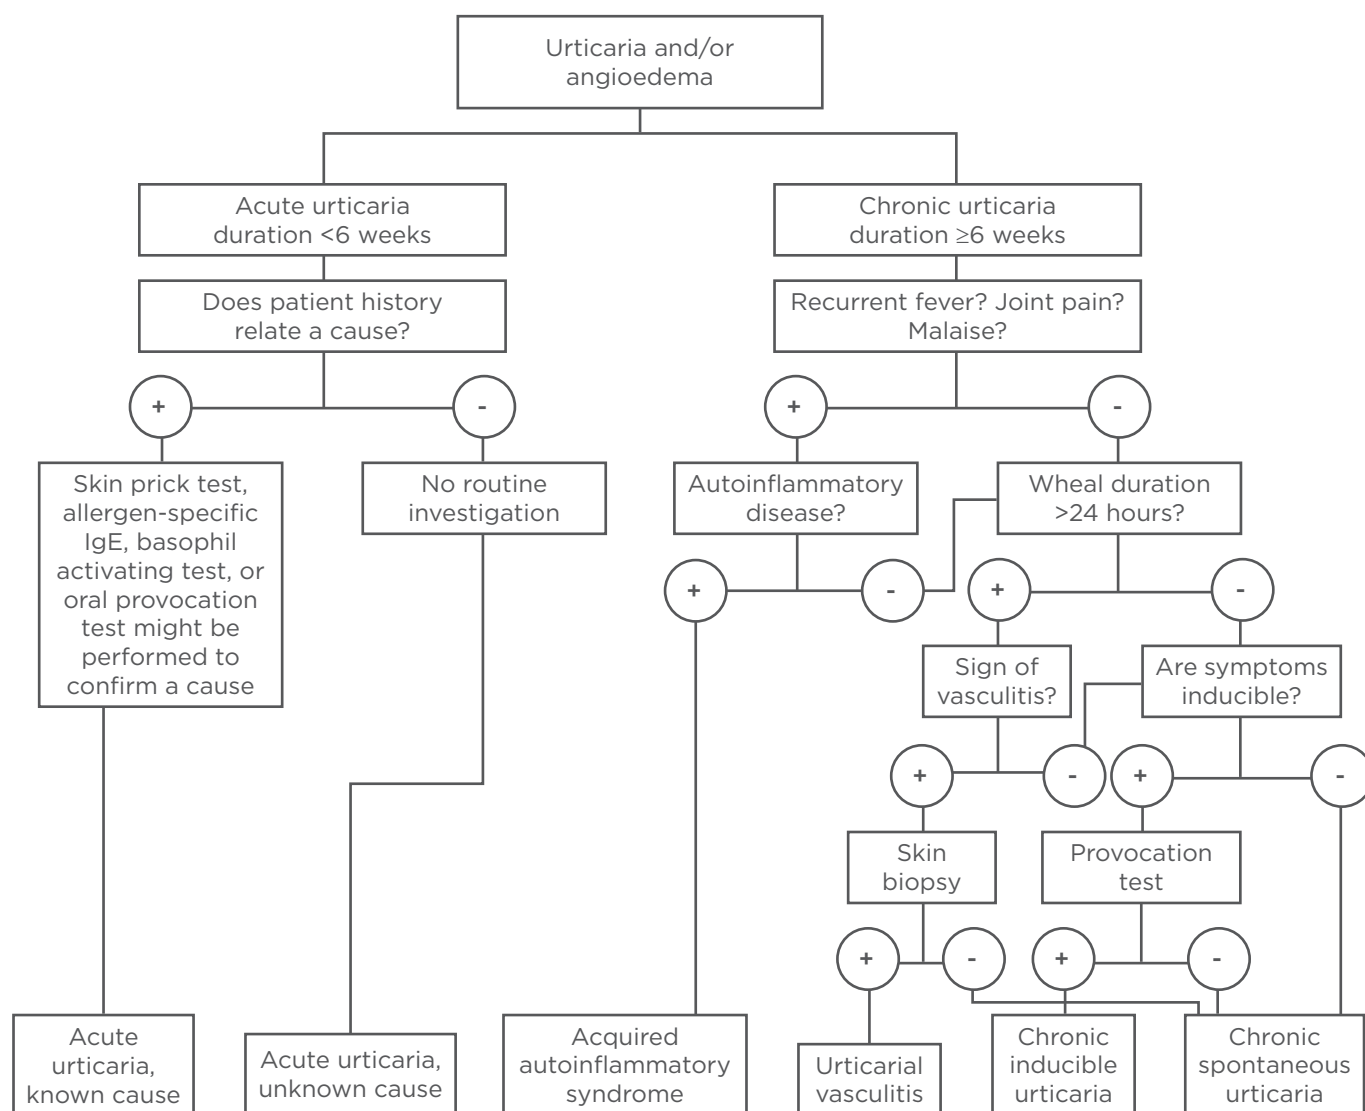 Urticaria and/or
angioedema
Acute urticaria
duration <6 weeks
Chronic urticaria
duration ≥6 weeks
Does patient history
relate a cause?
Recurrent fever? Joint pain?
Malaise?
+
-
+
-
Skin prick test,
allergen-specific
IgE, basophil
activating test, or
oral provocation
test might be
performed to
confirm a cause
No routine
investigation
Autoinflammatory
disease?
Wheal duration
>24 hours?
+
-
+
-
Sign of
vasculitis?
Are symptoms
inducible?
+
-
+
-
Skin
biopsy
Provocation
test
+
-
+
-
Acute
urticaria,
known cause
Acute urticaria,
unknown cause
Acquired
autoinflammatory
syndrome
Urticarial
vasculitis
Chronic
inducible
urticaria
Chronic
spontaneous
urticaria